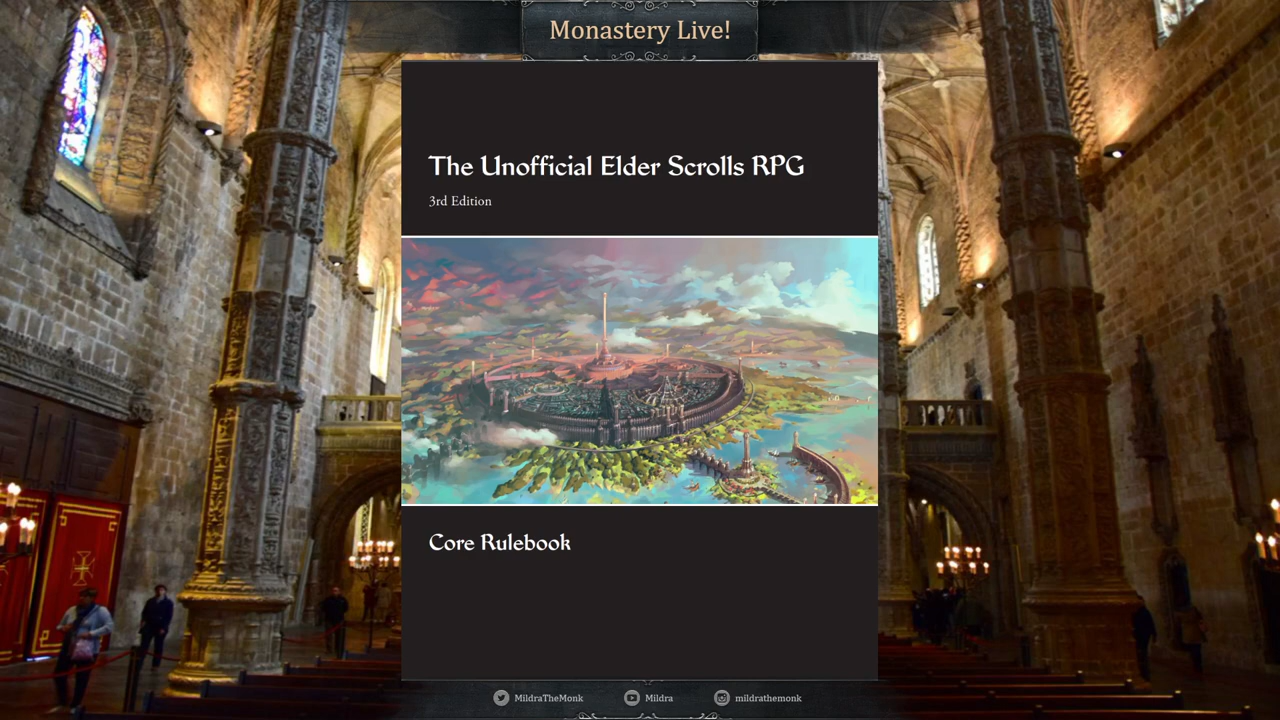 Monastery Live!
The Unofficial Elder Scrolls RPG
3rd Edition
Core Rulebook
MildraTheMonk
Mildra
mildrathemonk